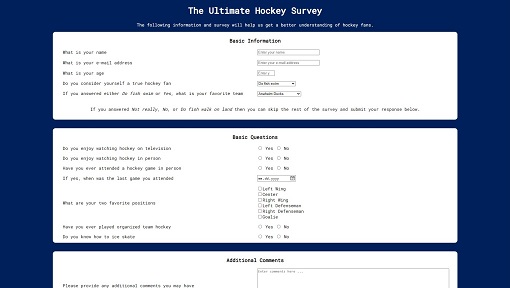 The Ultimate Hockey Survey
The following information and survey will help us get a better understanding of hockey fans.
Basic Information
What is your name
Enter your name
What is your e-mail address
Enter your e-mail address
What is your age
Do you consider yourself a true hockey fan
Do fish swim
If you answered either Do fish swim or Yes, what is your favorite team
Anaheim Ducks
If you answered Not really, No, or Do fish walk on land then you can skip the rest of the survey and submit your response below.
Basic Questions
Do you enjoy watching hockey on television Yes No
Do you enjoy watching hockey in person Yes No
Have you ever attended a hockey game in person Yes No
If yes, when was the last game you attended
What are your two favorite positions
Left Wing
Center
Right Wing
Left Defenseman
Right Defenseman
Goalie
Have you ever played organized team hockey Yes No
Do you know how to ice skate Yes No
Additional Comments
Please provide any additional comments you may have
Enter comments here ...